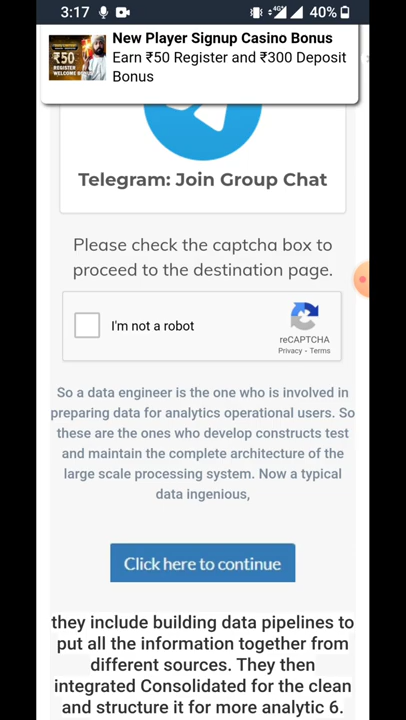 3:17
4G
40%
New Player Signup Casino Bonus
Earn ₹50 Register and ₹300 Deposit
Bonus
₹50
REGISTER
WELCOME BONUS
Telegram: Join Group Chat
Please check the captcha box to
proceed to the destination page.
I'm not a robot
reCAPTCHA
Privacy - Terms
So a data engineer is the one who is involved in
preparing data for analytics operational users. So
these are the ones who develop constructs test
and maintain the complete architecture of the
large scale processing system. Now a typical
data ingenious,
Click here to continue
they include building data pipelines to
put all the information together from
different sources. They then
integrated Consolidated for the clean
and structure it for more analytic 6.